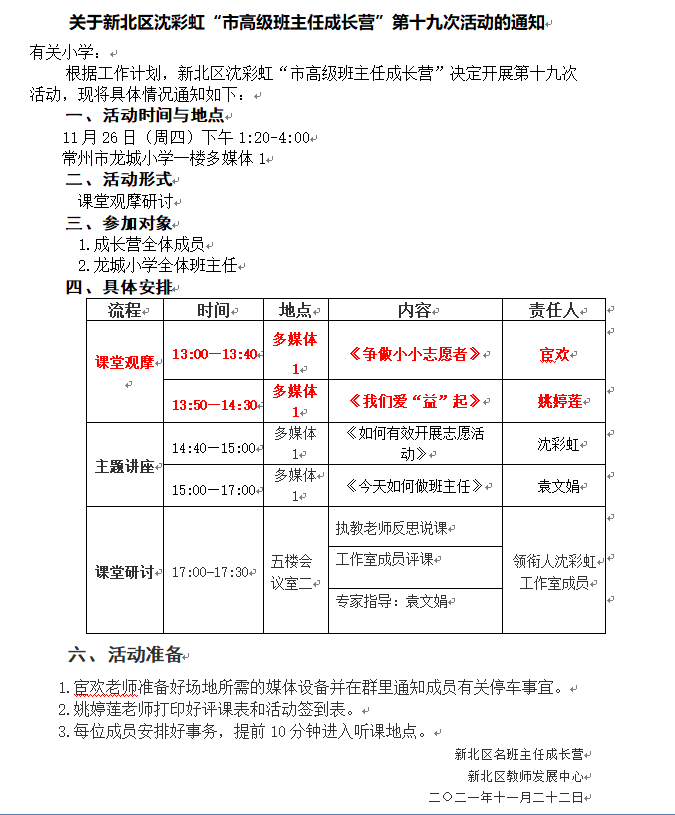 关于新北区沈彩虹“市高级班主任成长营”第十九次活动的通知
有关小学：
根据工作计划，新北区沈彩虹“市高级班主任成长营”决定开展第十九次
活动，现将具体情况通知如下：
一、活动时间与地点
11月26日（周四）下午1:20-4:00
常州市龙城小学一楼多媒体1
二、活动形式
课堂观摩研讨
三、参加对象
1.成长营全体成员
2.龙城小学全体班主任
四、具体安排
流程 时间 地点 内容 责任人
课堂观摩
13:00—13:40 多媒体
1
《争做小小志愿者》 宦欢
13:50—14:30 多媒体
1
《我们爱“益”起》 姚婷莲
主题讲座
14:40—15:00 多媒体
1
《如何有效开展志愿活
动》
沈彩虹
15:00—17:00 多媒体
1
《今天如何做班主任》 袁文娟
课堂研讨 17:00-17:30 五楼会
议室二
执教老师反思说课
工作室成员评课
专家指导：袁文娟
领衔人沈彩虹
工作室成员
六、活动准备
1.宦欢老师准备好场地所需的媒体设备并在群里通知成员有关停车事宜。
2.姚婷莲老师打印好评课表和活动签到表。
3.每位成员安排好事务，提前10分钟进入听课地点。
新北区名班主任成长营
新北区教师发展中心
二〇二一年十一月二十二日